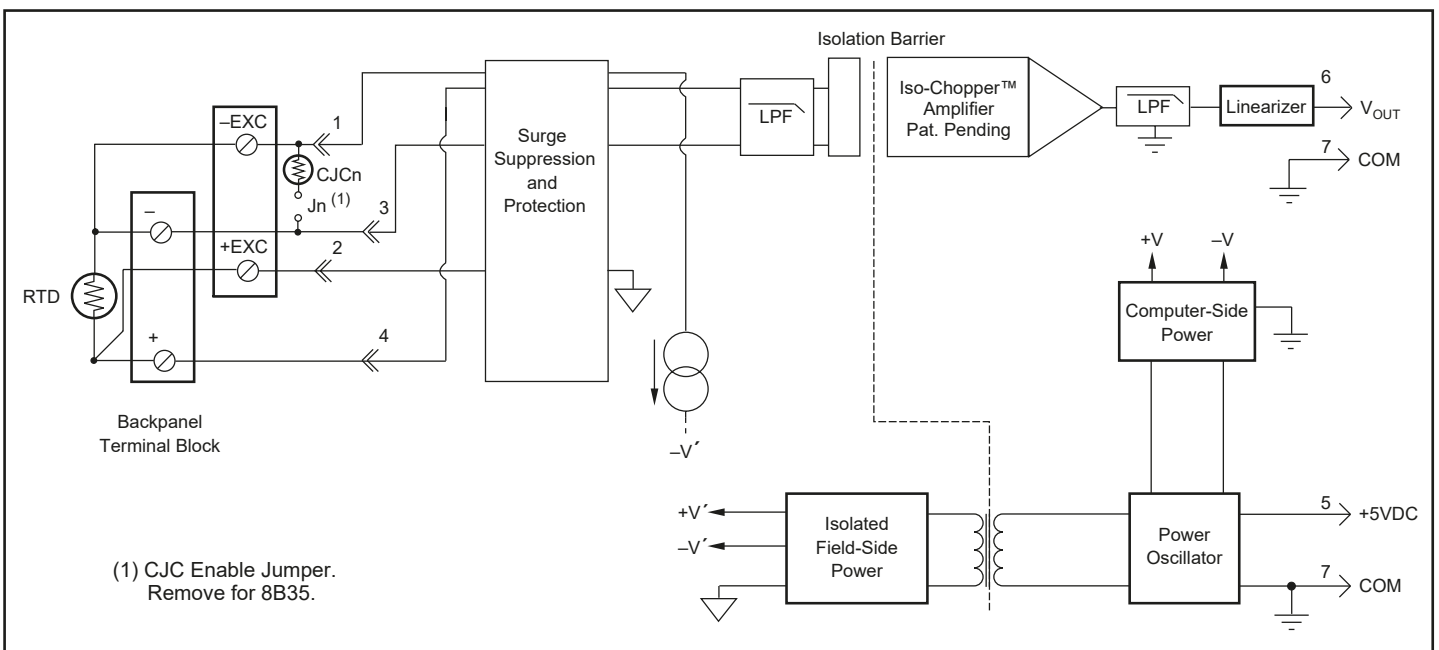 Isolation Barrier
–EXC
1
CJCn
Jn (1)
–
3
+EXC
2
RTD
+
4
Backpanel
Terminal Block
Surge
Suppression
and
Protection
LPF
Iso-Chopper™
Amplifier
Pat. Pending
LPF
Linearizer
6
VOUT
7
COM
–V´
+V
–V
Computer-Side
Power
+V´
–V´
Isolated
Field-Side
Power
Power
Oscillator
5
+5VDC
7
COM
(1) CJC Enable Jumper.
Remove for 8B35.